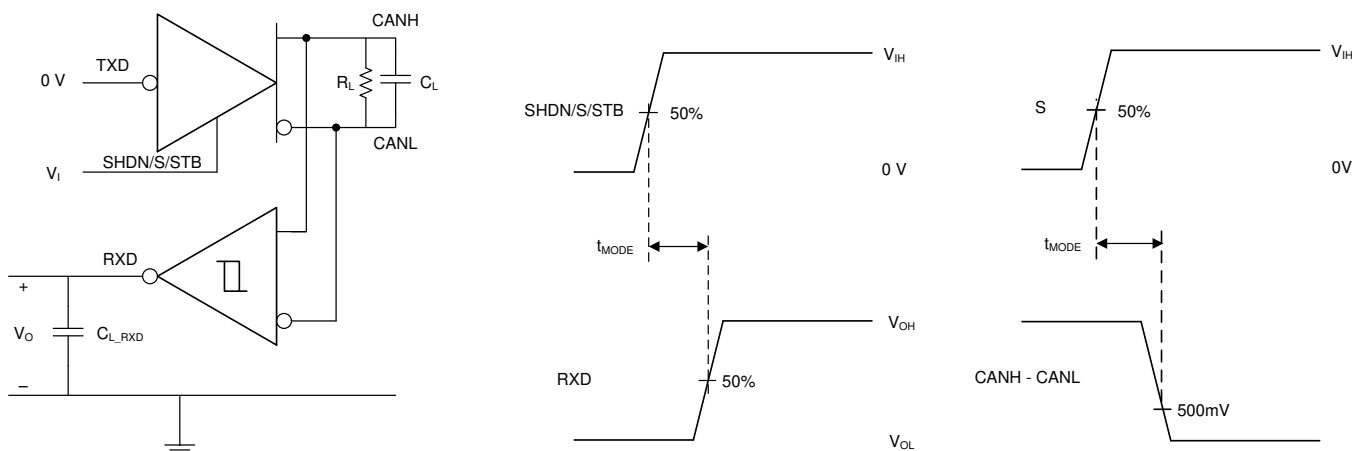 CANH
TXD
0 V
R_L
C_L
CANL
SHDN/S/STB
V_I
RXD
+
V_O
C_L_RXD
–
V_IH
SHDN/S/STB
50%
0 V
t_MODE
V_OH
RXD
50%
V_OL
V_IH
S
50%
0V
t_MODE
CANH - CANL
500mV